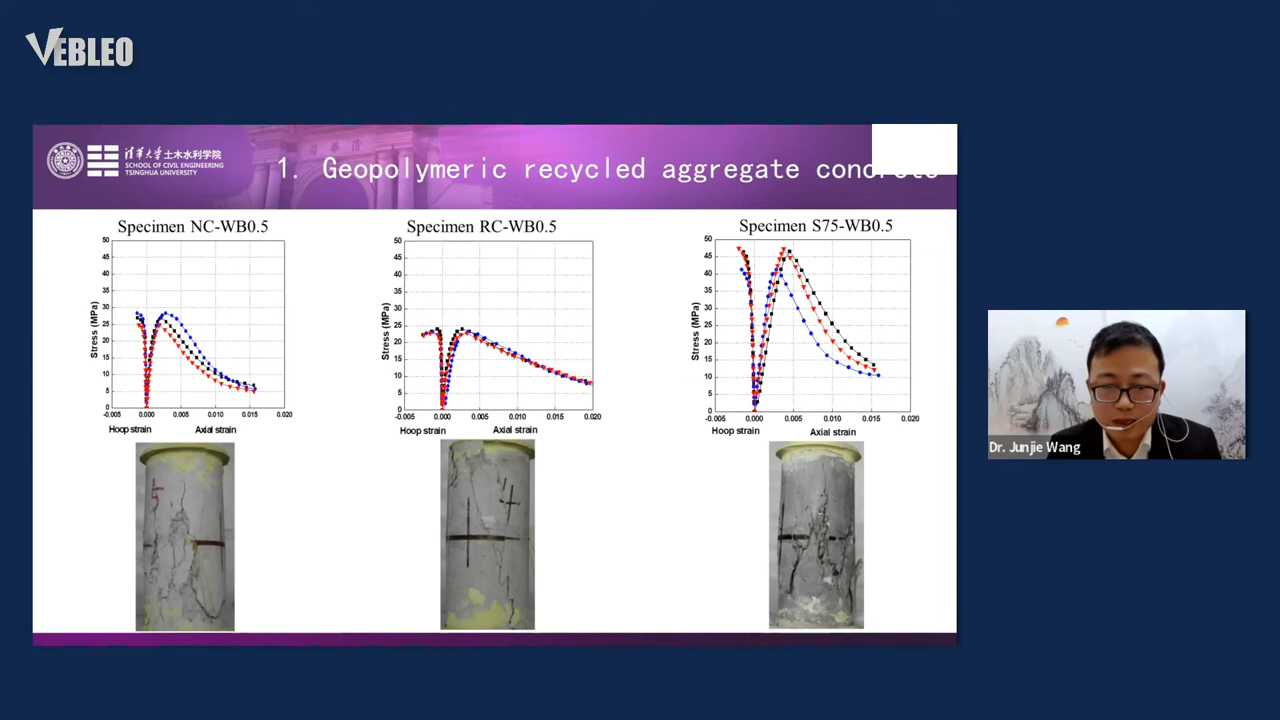 VEBLEO
清华大学土木水利学院
SCHOOL OF CIVIL ENGINEERING
TSINGHUA UNIVERSITY
1. Geopolymeric recycled aggregate concrete
Specimen NC-WB0.5
50
45
40
35
30
25
20
15
10
5
0
Stress (MPa)
-0.005 0.000 0.005 0.010 0.015 0.020
Hoop strain Axial strain
Specimen RC-WB0.5
50
45
40
35
30
25
20
15
10
5
0
Stress (MPa)
-0.005 0.000 0.005 0.010 0.015 0.020
Hoop strain Axial strain
Specimen S75-WB0.5
50
45
40
35
30
25
20
15
10
5
0
Stress (MPa)
-0.005 0.000 0.005 0.010 0.015 0.020
Hoop strain Axial strain
4
Dr. Junjie Wang